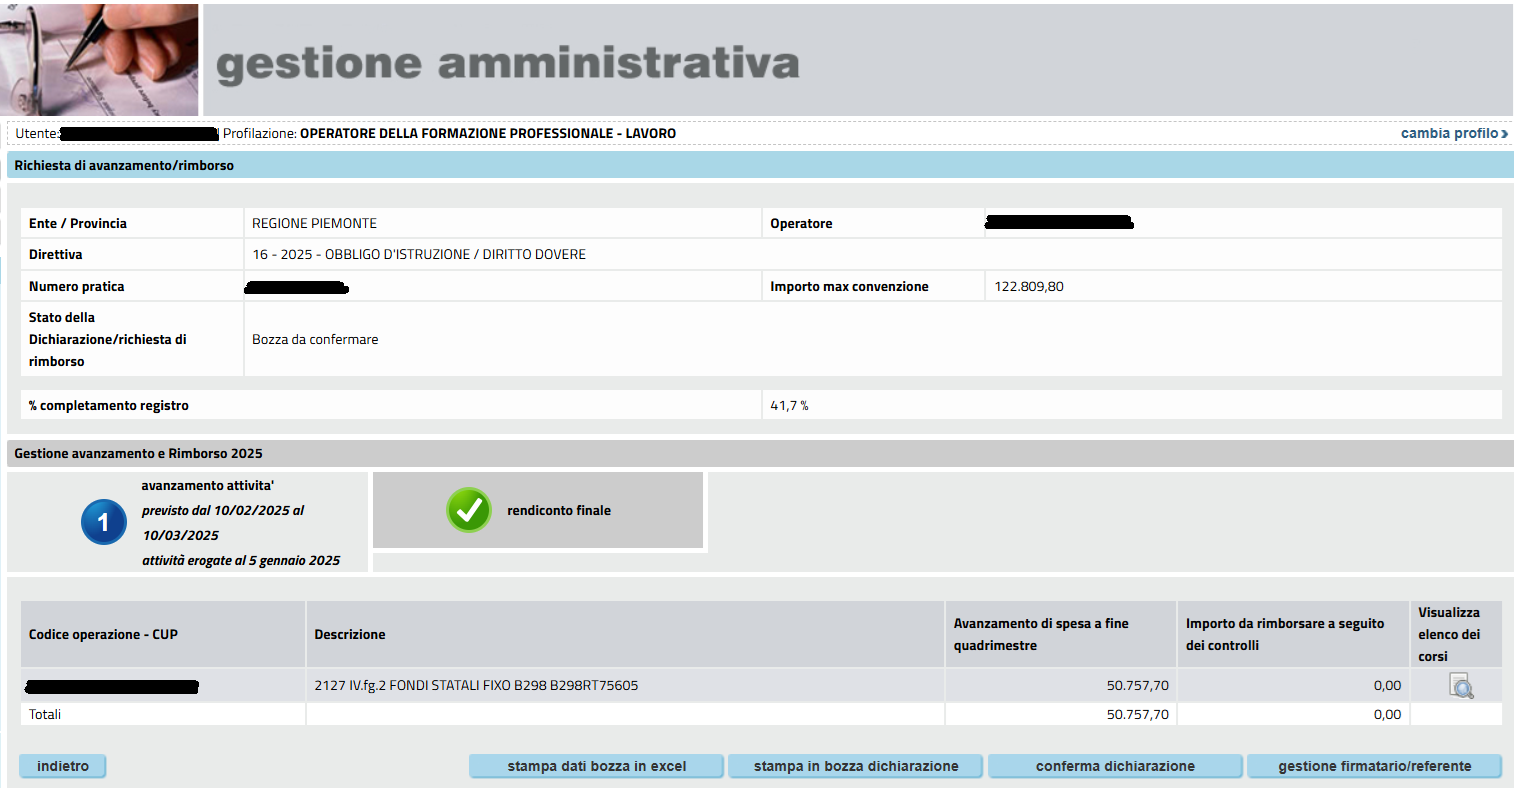 gestione amministrativa
Utente: Profilazione: OPERATORE DELLA FORMAZIONE PROFESSIONALE - LAVORO
cambia profilo
Richiesta di avanzamento/rimborso
Ente / Provincia
REGIONE PIEMONTE
Operatore
Direttiva
16 - 2025 - OBBLIGO D'ISTRUZIONE / DIRITTO DOVERE
Numero pratica
Importo max convenzione
122.809,80
Stato della
Dichiarazione/richiesta di
rimborso
Bozza da confermare
% completamento registro
41,7 %
Gestione avanzamento e Rimborso 2025
1
avanzamento attivita'
previsto dal 10/02/2025 al
10/03/2025
attività erogate al 5 gennaio 2025
rendiconto finale
Codice operazione - CUP
Descrizione
Avanzamento di spesa a fine
quadrimestre
Importo da rimborsare a seguito
dei controlli
Visualizza
elenco dei
corsi
2127 IV.fg.2 FONDI STATALI FIXO B298 B298RT75605
50.757,70
0,00
Totali
50.757,70
0,00
indietro
stampa dati bozza in excel
stampa in bozza dichiarazione
conferma dichiarazione
gestione firmatario/referente